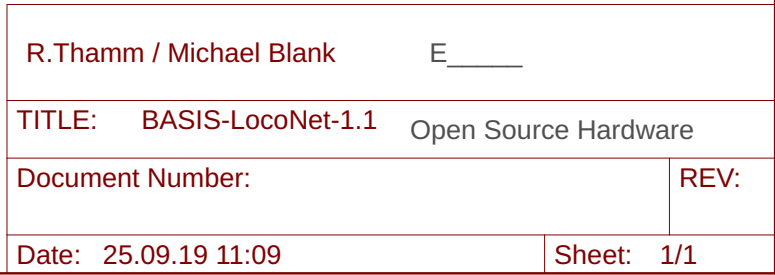 R.Thamm / Michael Blank E_____
TITLE: BASIS-LocoNet-1.1 Open Source Hardware
Document Number: REV:
Date: 25.09.19 11:09 Sheet: 1/1